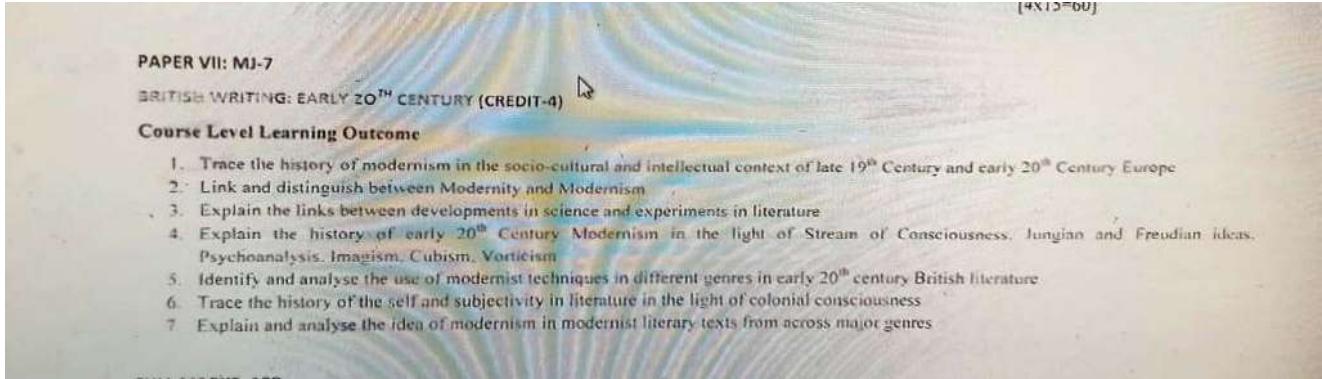 [4X15=60]
PAPER VII: MJ-7
BRITISH WRITING: EARLY 20TH CENTURY (CREDIT-4)
Course Level Learning Outcome
1. Trace the history of modernism in the socio-cultural and intellectual context of late 19th Century and early 20th Century Europe
2. Link and distinguish between Modernity and Modernism
3. Explain the links between developments in science and experiments in literature
4. Explain the history of early 20th Century Modernism in the light of Stream of Consciousness, Jungian and Freudian ideas,
Psychoanalysis, Imagism, Cubism, Vorticism
5. Identify and analyse the use of modernist techniques in different genres in early 20th century British literature
6. Trace the history of the self and subjectivity in literature in the light of colonial consciousness
7 Explain and analyse the idea of modernism in modernist literary texts from across major genres